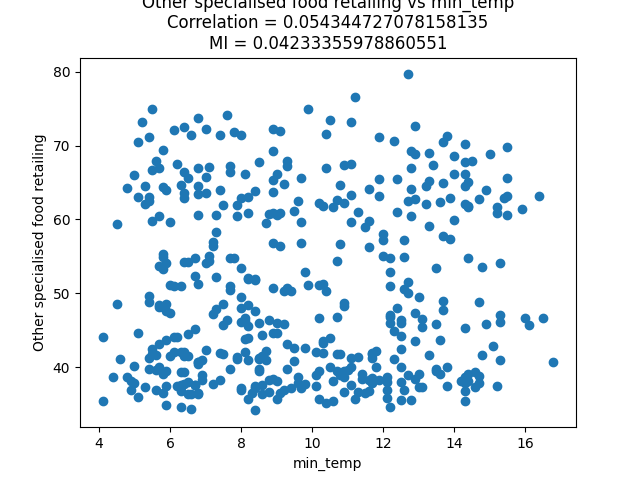 Other specialised food retailing vs min_temp
Correlation = 0.054344727078158135
MI = 0.04233355978860551
80
70
60
50
40
Other specialised food retailing
4 6 8 10 12 14 16
min_temp